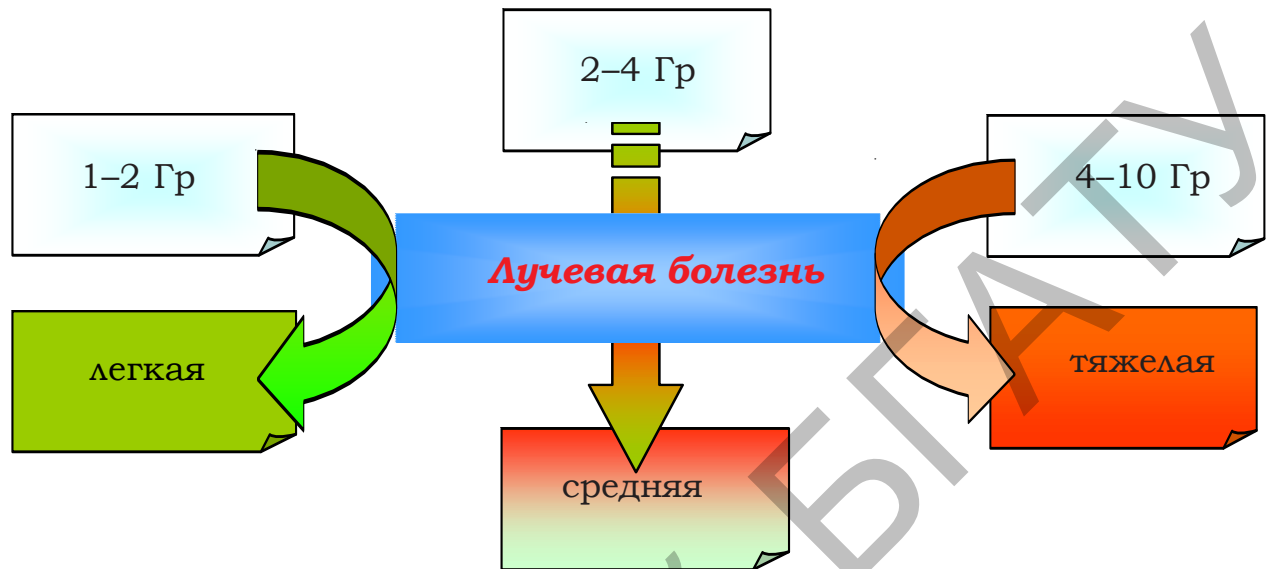 2–4 Гр
1–2 Гр
4–10 Гр
Лучевая болезнь
легкая
тяжелая
средняя
БГАТУ